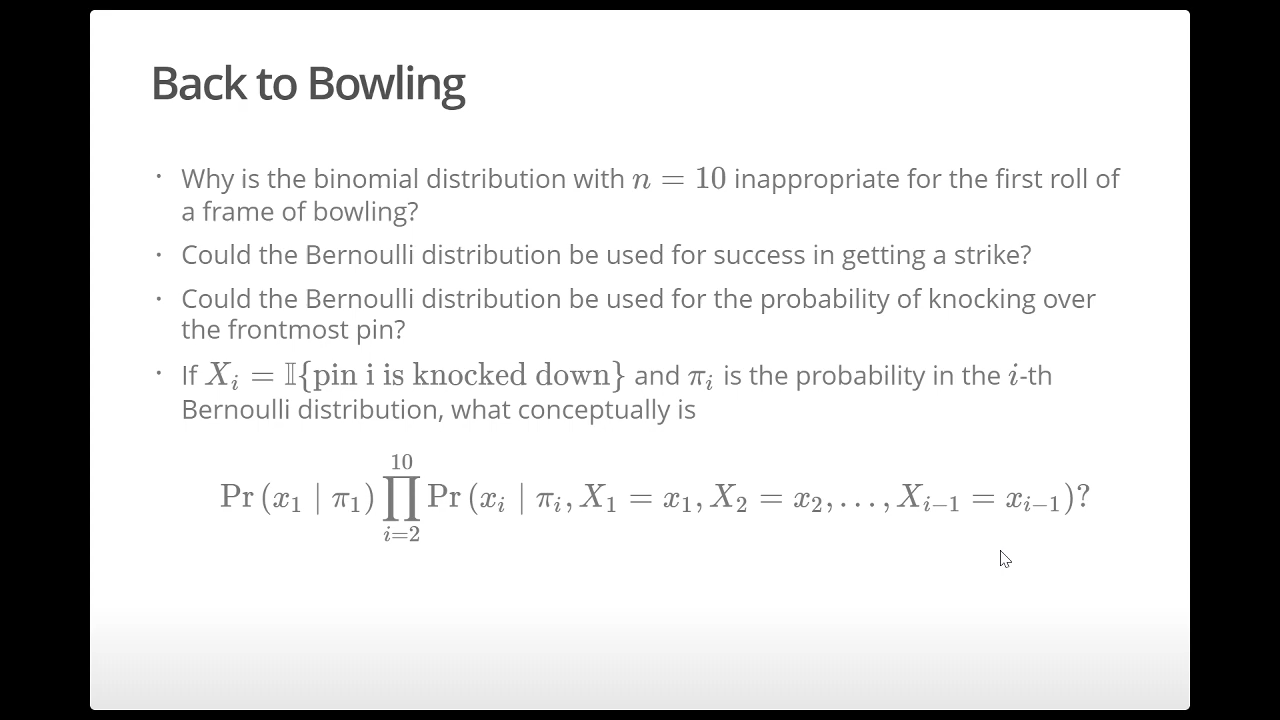 Back to Bowling
· Why is the binomial distribution with n = 10 inappropriate for the first roll of
a frame of bowling?
· Could the Bernoulli distribution be used for success in getting a strike?
· Could the Bernoulli distribution be used for the probability of knocking over
the frontmost pin?
· If X_i = 𝕀{pin i is knocked down} and π_i is the probability in the i-th
Bernoulli distribution, what conceptually is
Pr (x_1 | π_1) ∏_{i=2}^{10} Pr (x_i | π_i, X_1 = x_1, X_2 = x_2, …, X_{i−1} = x_{i−1})?